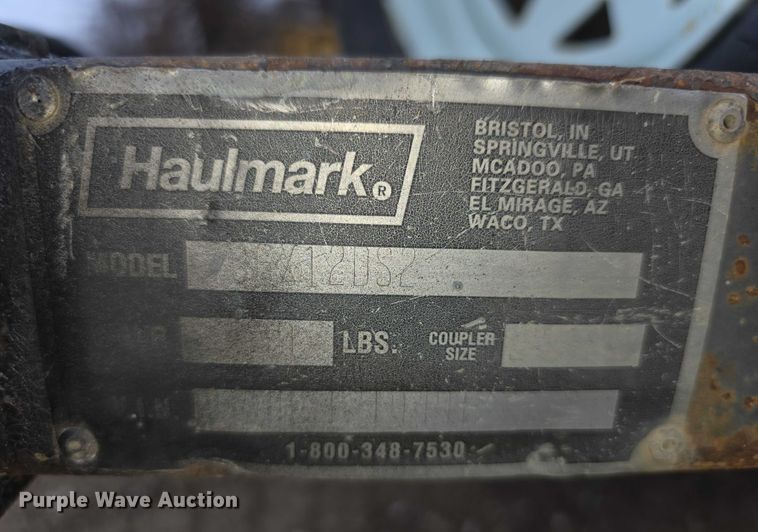 Haulmark®
BRISTOL, IN
SPRINGVILLE, UT
MCADOO, PA
FITZGERALD, GA
EL MIRAGE, AZ
WACO, TX
MODEL
LBS. COUPLER SIZE
1-800-348-7530
Purple Wave Auction